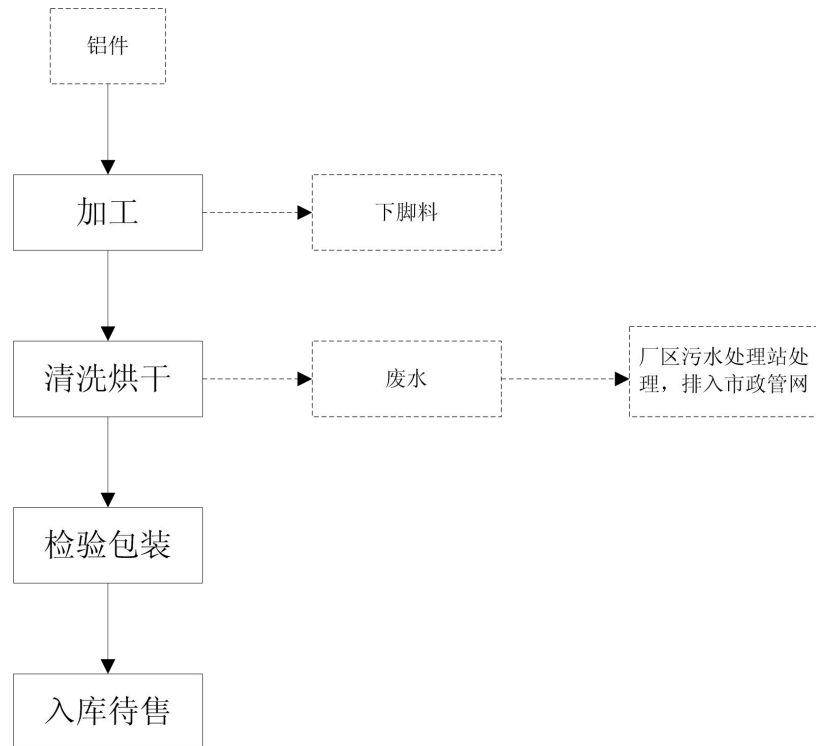 铝件
加工
下脚料
清洗烘干
废水
厂区污水处理站处
理，排入市政管网
检验包装
入库待售